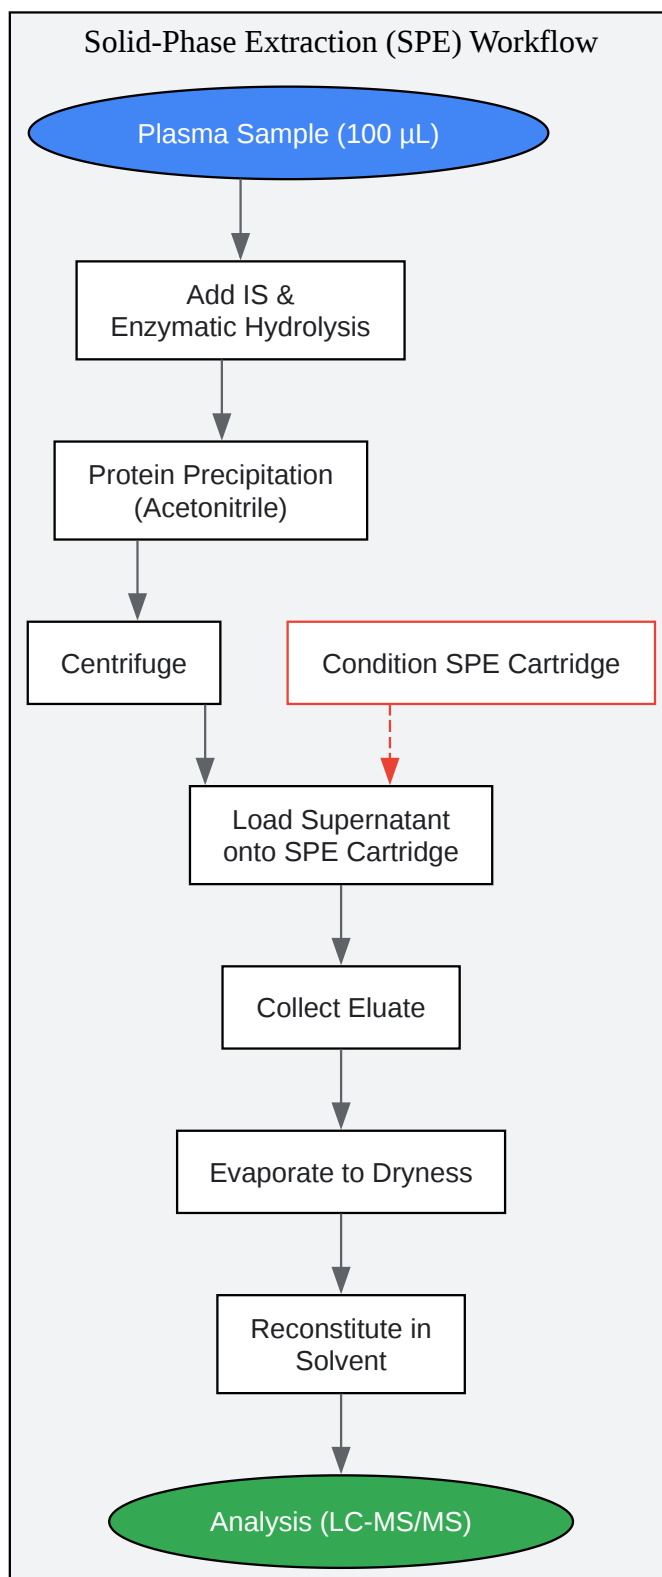 Solid-Phase Extraction (SPE) Workflow
Plasma Sample (100 µL)
Add IS &
Enzymatic Hydrolysis
Protein Precipitation
(Acetonitrile)
Centrifuge
Condition SPE Cartridge
Load Supernatant
onto SPE Cartridge
Collect Eluate
Evaporate to Dryness
Reconstitute in
Solvent
Analysis (LC-MS/MS)